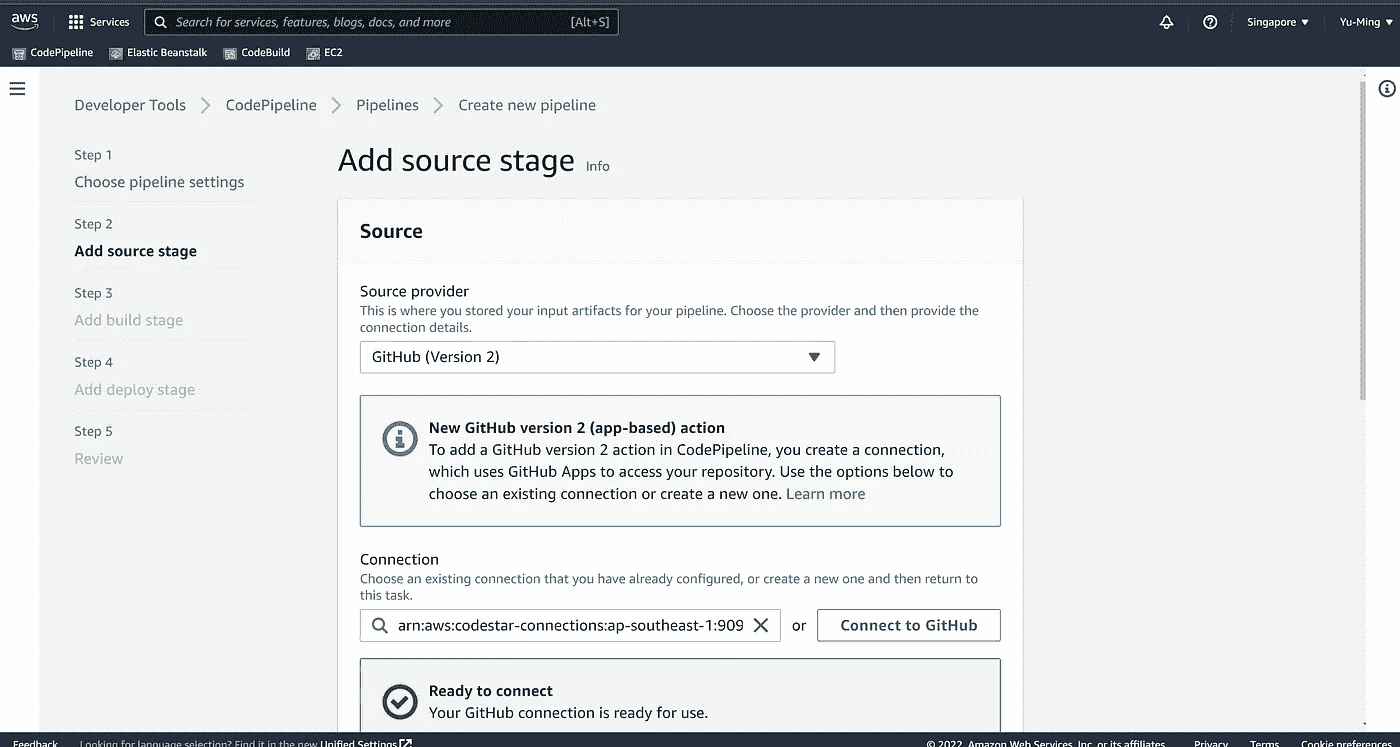 aws
Services
Search for services, features, blogs, docs, and more [Alt+S]
Singapore ▼
Yu-Ming ▼
CodePipeline
Elastic Beanstalk
CodeBuild
EC2
Developer Tools > CodePipeline > Pipelines > Create new pipeline
Step 1
Choose pipeline settings
Step 2
Add source stage
Step 3
Add build stage
Step 4
Add deploy stage
Step 5
Review
Add source stage Info
Source
Source provider
This is where you stored your input artifacts for your pipeline. Choose the provider and then provide the
connection details.
GitHub (Version 2)
New GitHub version 2 (app-based) action
To add a GitHub version 2 action in CodePipeline, you create a connection,
which uses GitHub Apps to access your repository. Use the options below to
choose an existing connection or create a new one. Learn more
Connection
Choose an existing connection that you have already configured, or create a new one and then return to
this task.
arn:aws:codestar-connections:ap-southeast-1:909
or
Connect to GitHub
Ready to connect
Your GitHub connection is ready for use.
Feedback
Looking for language selection? Find it in the new Unified Settings
© 2022, Amazon Web Services, Inc. or its affiliates.
Privacy
Terms
Cookie preferences